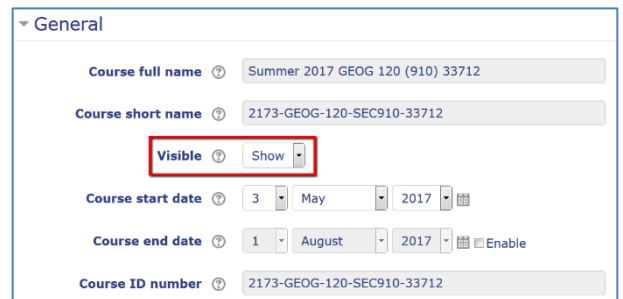 General
Course full name Summer 2017 GEOG 120 (910) 33712
Course short name 2173-GEOG-120-SEC910-33712
Visible Show
Course start date 3 May 2017
Course end date 1 August 2017 Enable
Course ID number 2173-GEOG-120-SEC910-33712